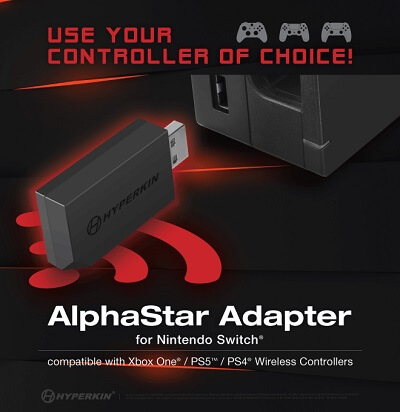 USE YOUR
CONTROLLER OF CHOICE!
HYPERKIN
AlphaStar Adapter
for Nintendo Switch®
compatible with Xbox One® / PS5™ / PS4® Wireless Controllers
HYPERKIN®